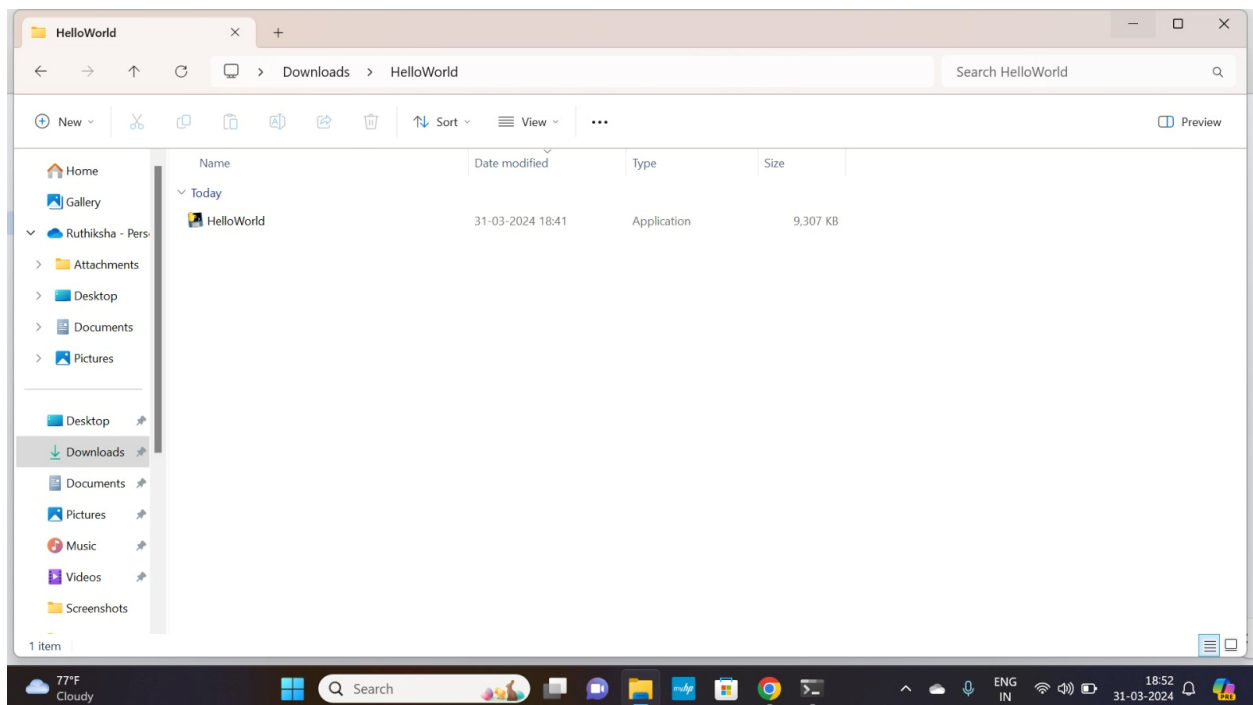 HelloWorld
Downloads > HelloWorld
Search HelloWorld
New
Sort
View
Preview
Name Date modified Type Size
Today
HelloWorld 31-03-2024 18:41 Application 9,307 KB
Home
Gallery
Ruthiksha - Pers
Attachments
Desktop
Documents
Pictures
Desktop
Downloads
Documents
Pictures
Music
Videos
Screenshots
1 item
77°F
Cloudy
Search
myhp
ENG
IN
18:52
31-03-2024
PRE